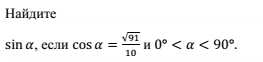 Найдите
sin α, если cos α = √91/10 и 0° < α < 90°.